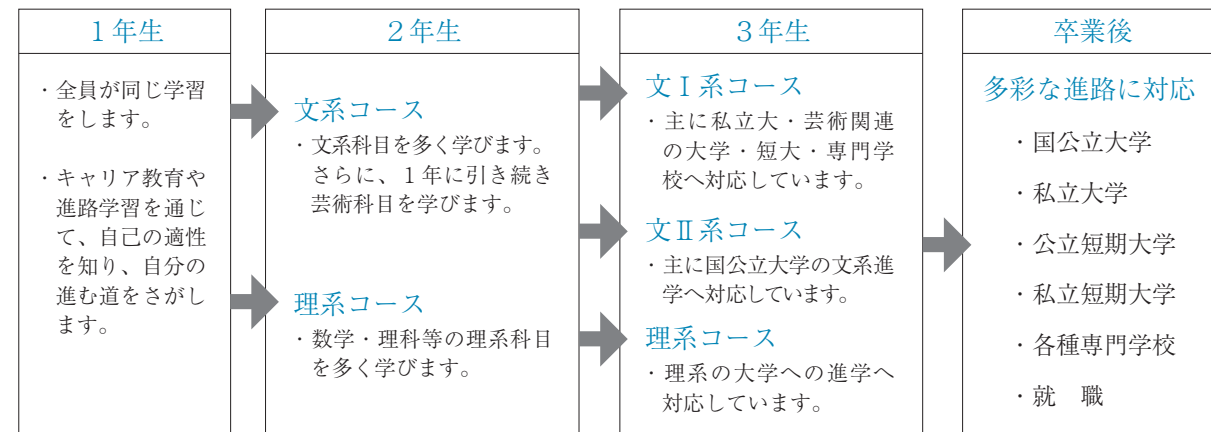 1年生
・全員が同じ学習
をします。
・キャリア教育や
進路学習を通じ
て、自己の適性
を知り、自分の
進む道をさがし
ます。
2年生
文系コース
・文系科目を多く学びます。
さらに、1年に引き続き
芸術科目を学びます。
理系コース
・数学・理科等の理系科目
を多く学びます。
3年生
文Ⅰ系コース
・主に私立大・芸術関連
の大学・短大・専門学
校へ対応しています。
文Ⅱ系コース
・主に国公立大学の文系進
学へ対応しています。
理系コース
・理系の大学への進学へ
対応しています。
卒業後
多彩な進路に対応
・国公立大学
・私立大学
・公立短期大学
・私立短期大学
・各種専門学校
・就　職